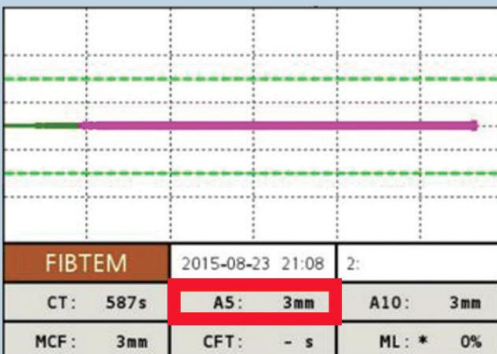 FIBTEM 2015-08-23 21:08 2:
CT: 587s A5: 3mm A10: 3mm
MCF: 3mm CFT: - s ML: * 0%